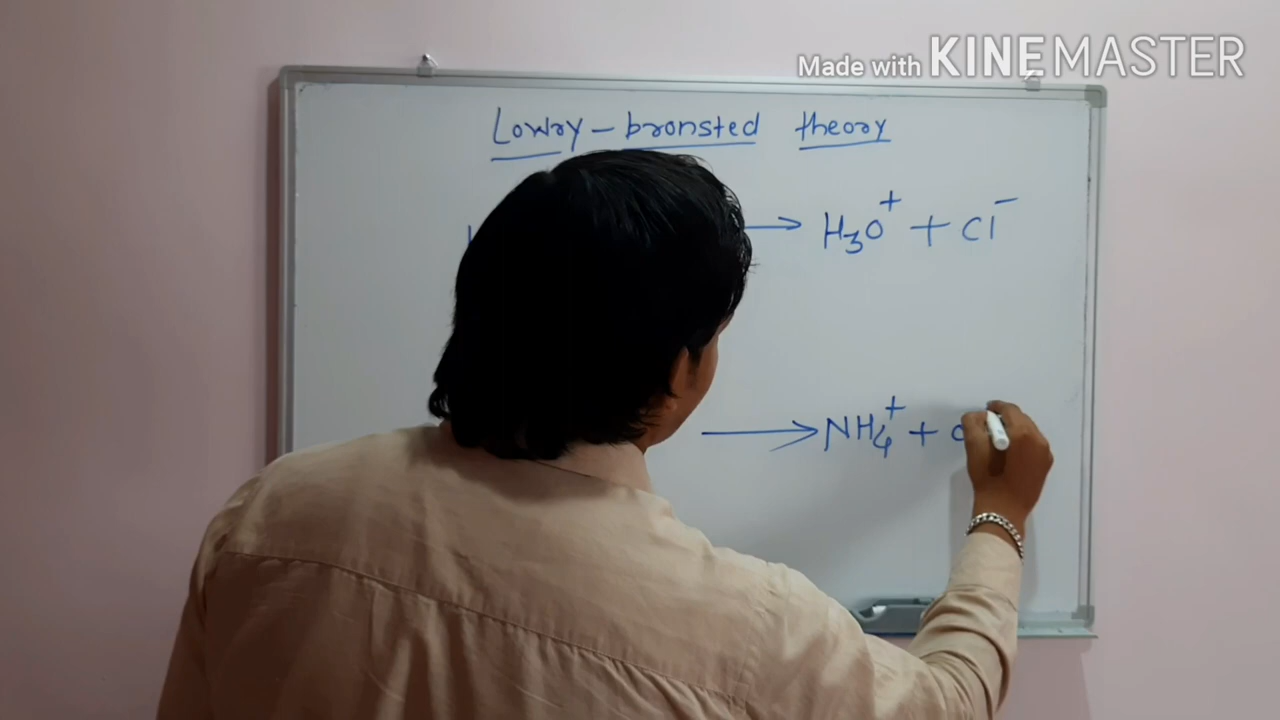 Made with KINEMASTER
Lowry - bronsted theory
→ H₃O⁺ + Cl⁻
→ NH₄⁺ +